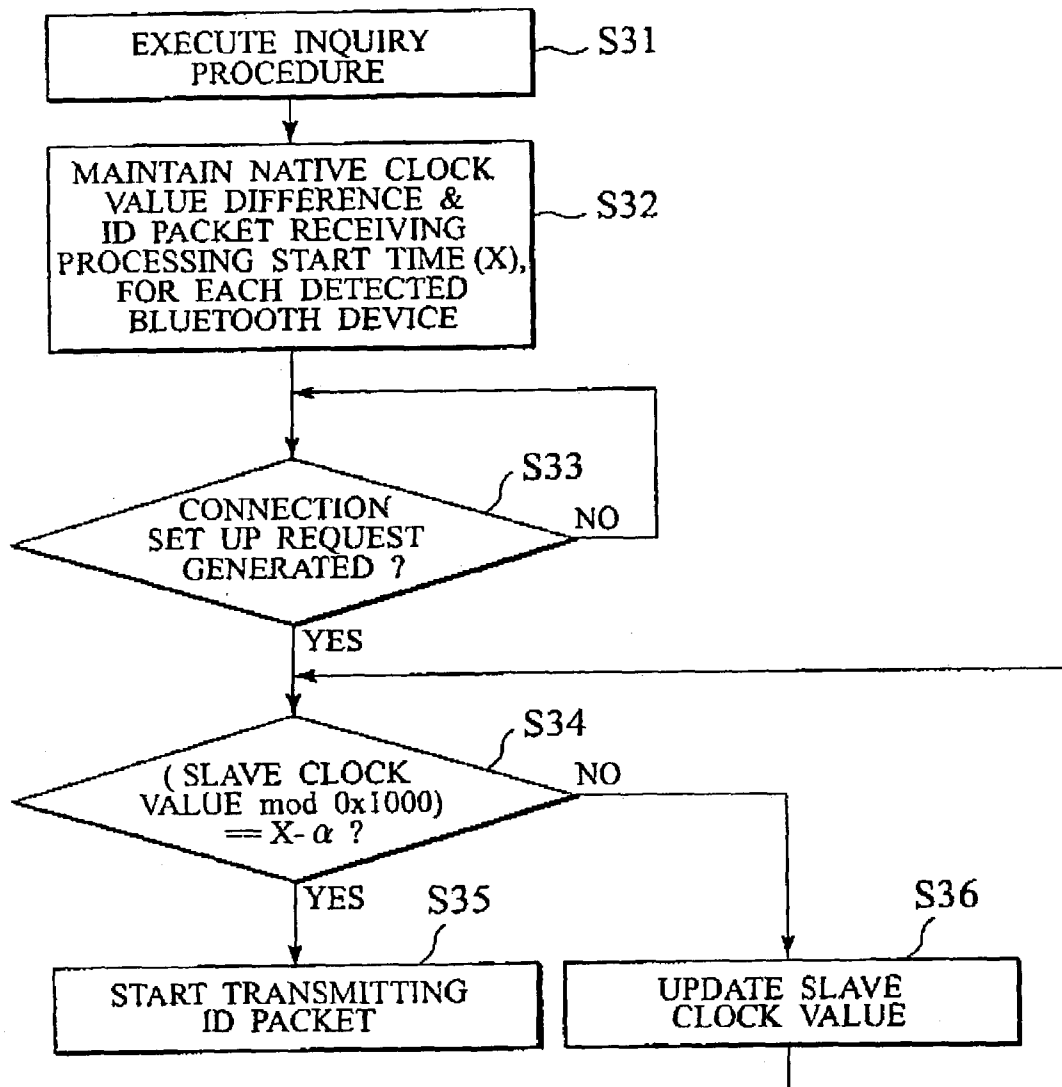 EXECUTE INQUIRY
PROCEDURE
S31
MAINTAIN NATIVE CLOCK
VALUE DIFFERENCE &
ID PACKET RECEIVING
PROCESSING START TIME (X),
FOR EACH DETECTED
BLUETOOTH DEVICE
S32
S33
CONNECTION
SET UP REQUEST
GENERATED ?
NO
YES
S34
( SLAVE CLOCK
VALUE mod 0x1000)
== X- α ?
NO
YES
S35
START TRANSMITTING
ID PACKET
S36
UPDATE SLAVE
CLOCK VALUE